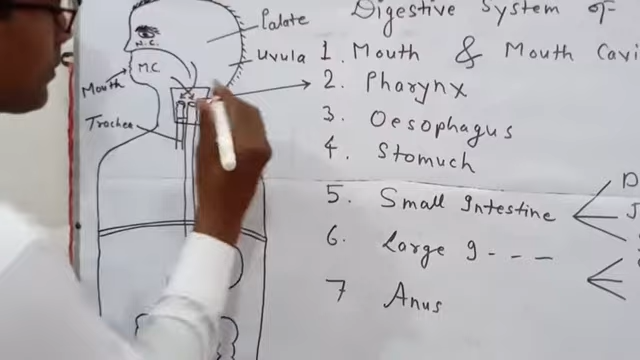 Digestive System of
Palate
Uvula
N.C.
M.C.
Mouth
Trachea
1. Mouth & Mouth Cavi
2. Pharynx
3. Oesophagus
4. Stomuch
5. Small Intestine
6. Large I - - -
7 Anus
D
J